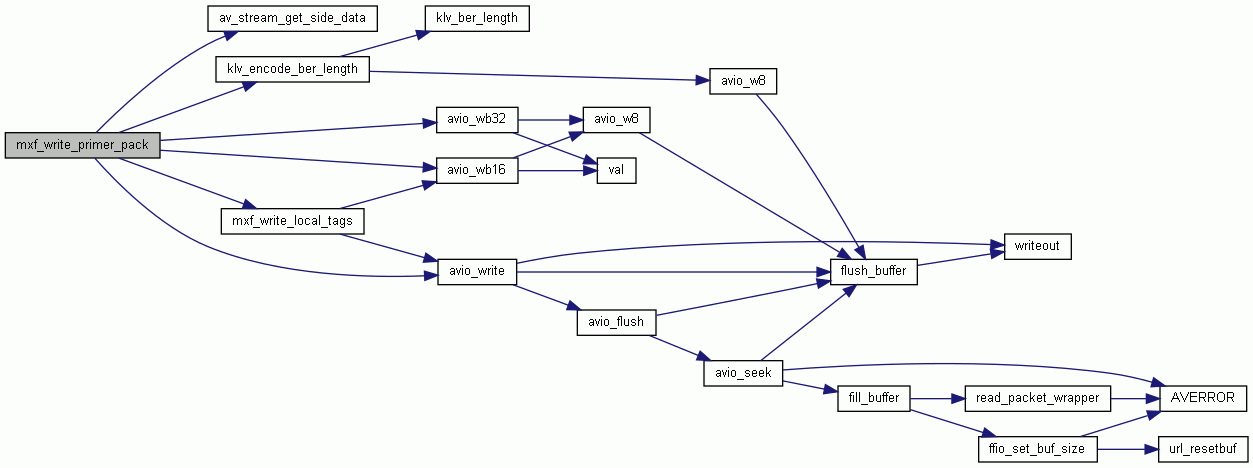 av_stream_get_side_data
klv_ber_length
klv_encode_ber_length
avio_w8
avio_wb32
avio_w8
mxf_write_primer_pack
avio_wb16
val
mxf_write_local_tags
writeout
avio_write
flush_buffer
avio_flush
avio_seek
fill_buffer
read_packet_wrapper
AVERROR
ffio_set_buf_size
url_resetbuf